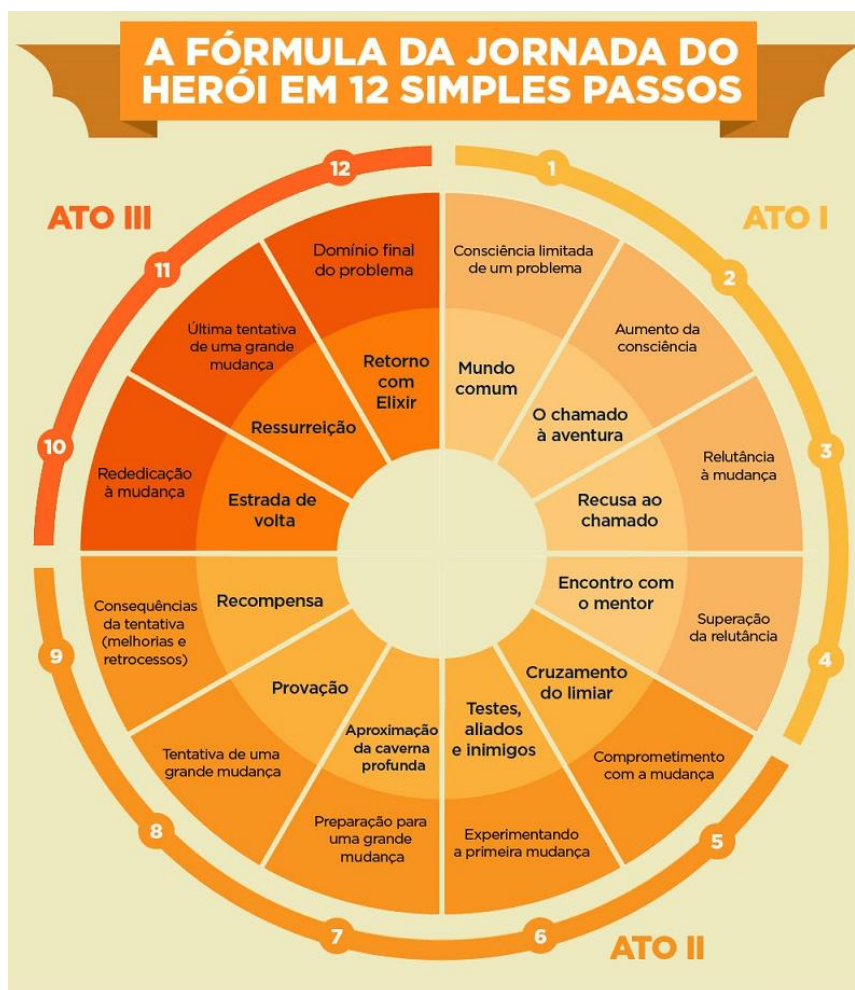 A FÓRMULA DA JORNADA DO
HERÓI EM 12 SIMPLES PASSOS
ATO I
1
Consciência limitada
de um problema
Mundo
comum
2
Aumento da
consciência
O chamado
à aventura
3
Relutância
à mudança
Recusa ao
chamado
4
Superação
da relutância
Encontro com
o mentor
ATO II
5
Comprometimento
com a mudança
Cruzamento
do limiar
6
Experimentando
a primeira mudança
Testes,
aliados
e inimigos
7
Preparação para
uma grande
mudança
Aproximação
da caverna
profunda
8
Tentativa de uma
grande mudança
Provação
9
Consequências
da tentativa
(melhorias e
retrocessos)
Recompensa
ATO III
10
Rededicação
à mudança
Estrada de
volta
11
Última tentativa
de uma grande
mudança
Ressurreição
12
Domínio final
do problema
Retorno
com
Elixir